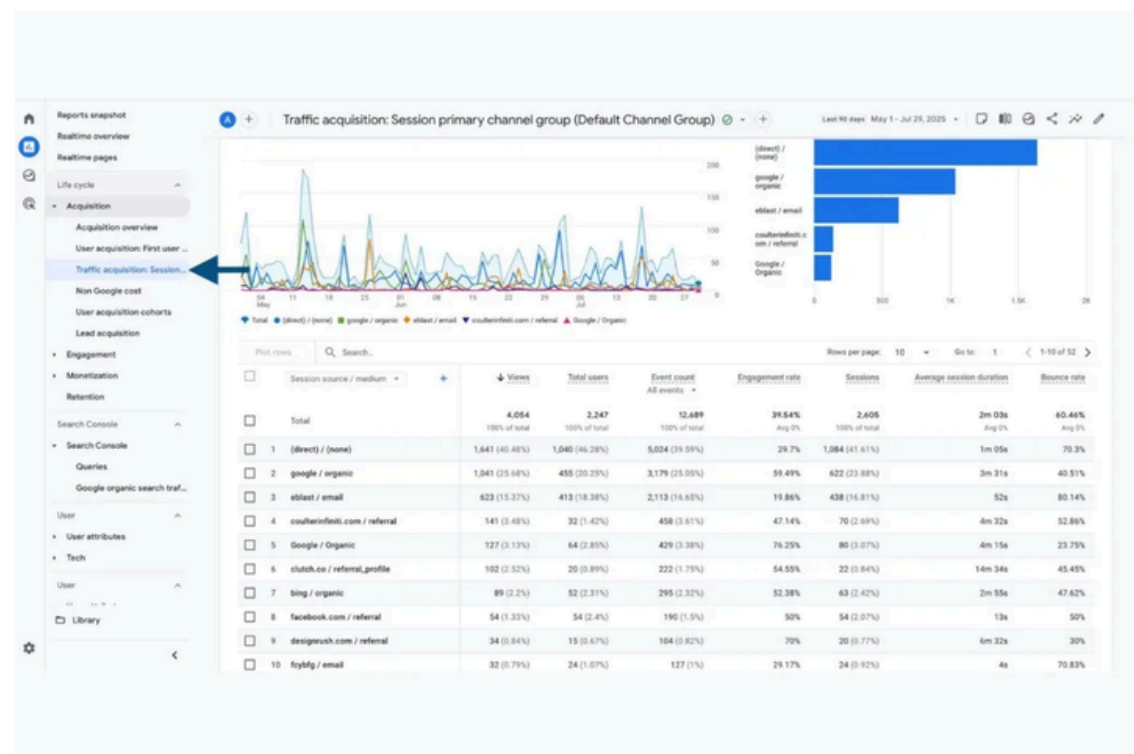 Reports snapshot
Realtime overview
Realtime pages
Life cycle
Acquisition
Acquisition overview
User acquisition: First user ...
Traffic acquisition: Session...
Non Google cost
User acquisition cohorts
Lead acquisition
Engagement
Monetization
Retention
Search Console
Search Console
Queries
Google organic search traf...
User
User attributes
Tech
User
Library
A
Traffic acquisition: Session primary channel group (Default Channel Group)
Last 90 days May 1 - Jul 29, 2025
200
150
100
50
0
04 May 11 18 25 01 Jun 08 15 22 29 06 Jul 13 20 27
Total (direct) / (none) google / organic eblast / email coulterinfiniti.com / referral Google / Organic
(direct) / (none)
google / organic
eblast / email
coulterinfiniti.c
om / referral
Google / Organic
0 500 1K 1.5K 2K
Plot rows Search... Rows per page: 10 Go to: 1 1-10 of 52
Session source / medium + Views Total users Event count Engagement rate Sessions Average session duration Bounce rate
All events
Total 4,054 2,247 12,689 39.54% 2,605 2m 03s 60.46%
100% of total 100% of total 100% of total Avg 0% 100% of total Avg 0% Avg 0%
1 (direct) / (none) 1,641 (40.48%) 1,040 (46.28%) 5,024 (39.59%) 29.7% 1,084 (41.61%) 1m 05s 70.3%
2 google / organic 1,041 (25.68%) 455 (20.25%) 3,179 (25.05%) 59.49% 622 (23.88%) 3m 31s 40.51%
3 eblast / email 623 (15.37%) 413 (18.38%) 2,113 (16.65%) 19.86% 438 (16.81%) 52s 80.14%
4 coulterinfiniti.com / referral 141 (3.48%) 32 (1.42%) 458 (3.61%) 47.14% 70 (2.69%) 4m 32s 52.86%
5 Google / Organic 127 (3.13%) 64 (2.85%) 429 (3.38%) 76.25% 80 (3.07%) 4m 15s 23.75%
6 clutch.co / referral_profile 102 (2.52%) 20 (0.89%) 222 (1.75%) 54.55% 22 (0.84%) 14m 34s 45.45%
7 bing / organic 89 (2.2%) 52 (2.31%) 295 (2.32%) 52.38% 63 (2.42%) 2m 55s 47.62%
8 facebook.com / referral 54 (1.33%) 54 (2.4%) 190 (1.5%) 50% 54 (2.07%) 13s 50%
9 designrush.com / referral 34 (0.84%) 15 (0.67%) 104 (0.82%) 70% 20 (0.77%) 6m 32s 30%
10 fcybfg / email 32 (0.79%) 24 (1.07%) 127 (1%) 29.17% 24 (0.92%) 4s 70.83%